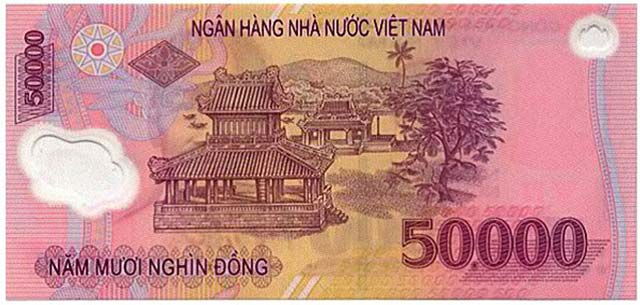 NGÂN HÀNG NHÀ NƯỚC VIỆT NAM
50000
50000
NĂM MƯƠI NGHÌN ĐỒNG